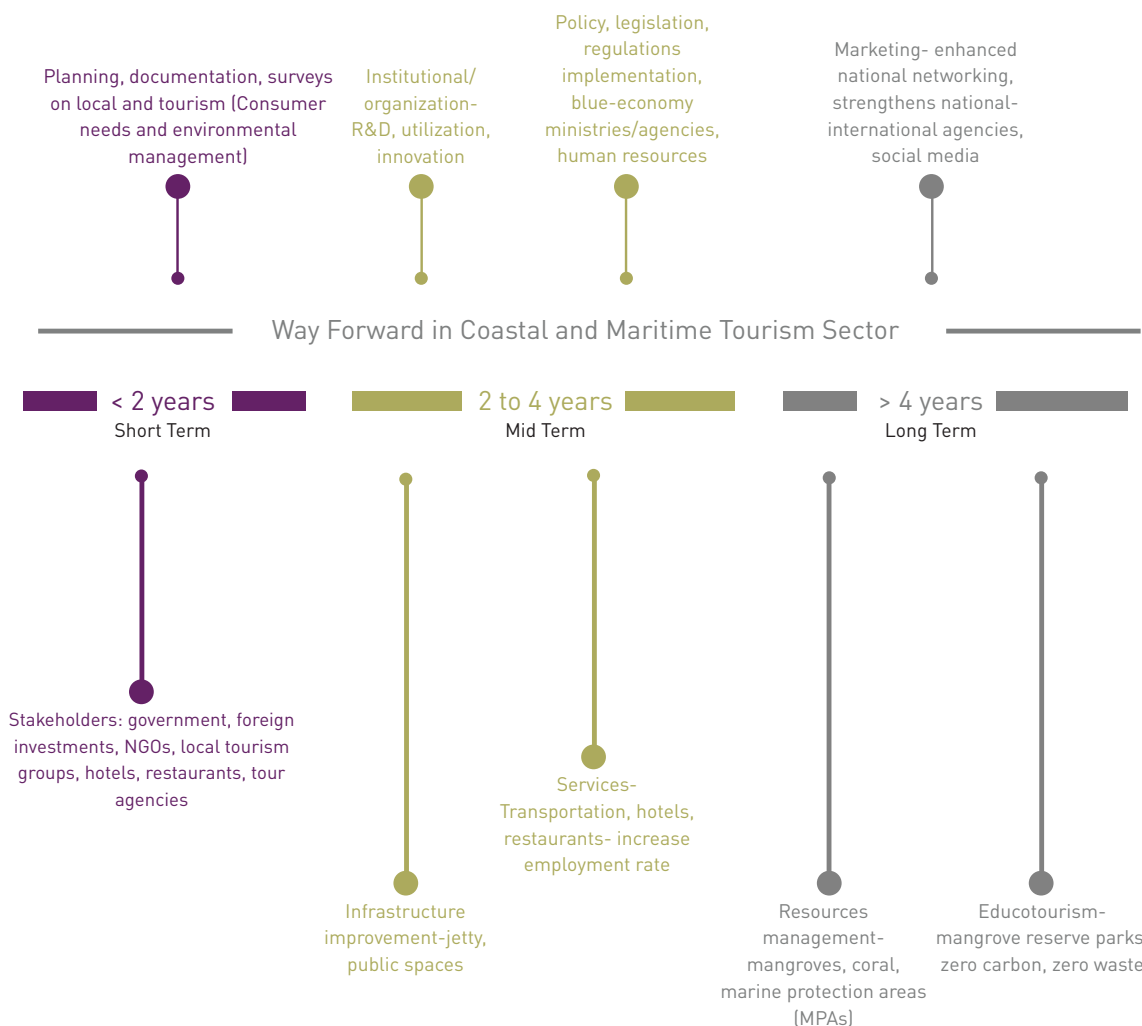 Planning, documentation, surveys
on local and tourism (Consumer
needs and environmental
management)
Institutional/
organization-
R&D, utilization,
innovation
Policy, legislation,
regulations
implementation,
blue-economy
ministries/agencies,
human resources
Marketing- enhanced
national networking,
strengthens national-
international agencies,
social media
Way Forward in Coastal and Maritime Tourism Sector
< 2 years
Short Term
2 to 4 years
Mid Term
> 4 years
Long Term
Stakeholders: government, foreign
investments, NGOs, local tourism
groups, hotels, restaurants, tour
agencies
Infrastructure
improvement-jetty,
public spaces
Services-
Transportation, hotels,
restaurants- increase
employment rate
Resources
management-
mangroves, coral,
marine protection areas
(MPAs)
Educotourism-
mangrove reserve parks
zero carbon, zero waste